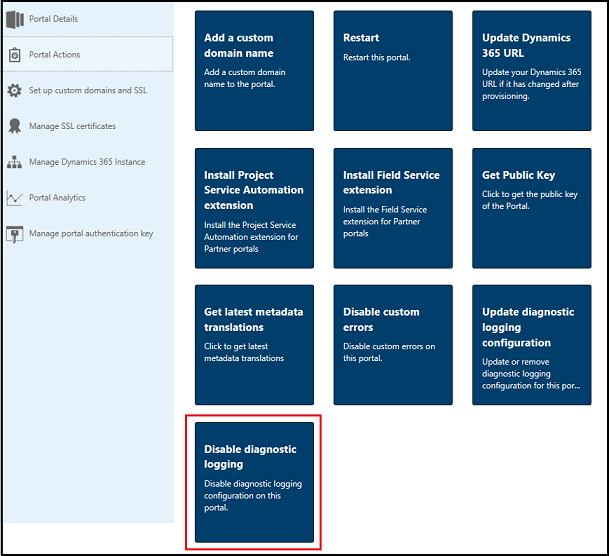 Portal Details
Portal Actions
Set up custom domains and SSL
Manage SSL certificates
Manage Dynamics 365 Instance
Portal Analytics
Manage portal authentication key
Add a custom
domain name
Add a custom domain
name to the portal.
Restart
Restart this portal.
Update Dynamics
365 URL
Update your Dynamics 365
URL if it has changed after
provisioning.
Install Project
Service Automation
extension
Install the Project Service
Automation extension for
Partner portals
Install Field Service
extension
Install the Field Service
extension for Partner
portals
Get Public Key
Click to get the public key
of the Portal.
Get latest metadata
translations
Click to get latest
metadata translations
Disable custom
errors
Disable custom errors on
this portal.
Update diagnostic
logging
configuration
Update or remove
diagnostic logging
configuration for this por...
Disable diagnostic
logging
Disable diagnostic logging
configuration on this
portal.